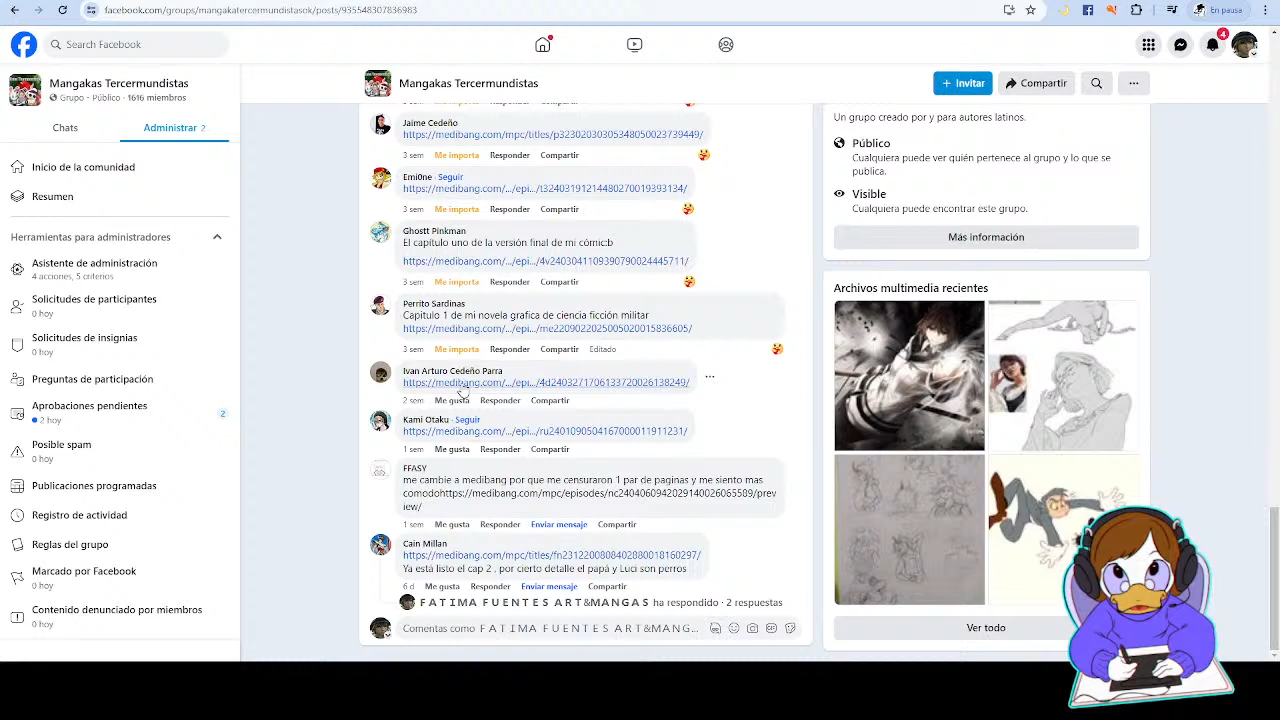 facebook.com/groups/mangakatercermundistasok/posts/935548307836983
En pausa
Search Facebook
4
Mangakas Tercermundistas
Grupo · Público · 1616 miembros
Chats
Administrar 2
Inicio de la comunidad
Resumen
Herramientas para administradores
Asistente de administración
4 acciones, 5 criterios
Solicitudes de participantes
0 hoy
Solicitudes de insignias
0 hoy
Preguntas de participación
Aprobaciones pendientes
2 hoy
2
Posible spam
0 hoy
Publicaciones programadas
Registro de actividad
Reglas del grupo
Marcado por Facebook
0 hoy
Contenido denunciado por miembros
0 hoy
Mangakas Tercermundistas
+ Invitar
Compartir
Jaime Cedeño
https://medibang.com/mpc/titles/p32302030305348050023739449/
3 sem Me importa Responder Compartir
Emi0ne · Seguir
https://medibang.com/.../epi.../t32403191214480270019393134/
3 sem Me importa Responder Compartir
Ghostt Pinkman
El capítulo uno de la versión final de mi cómic:b
https://medibang.com/.../epi.../4v2403041109390790024445711/
3 sem Me importa Responder Compartir
Perrito Sardinas
Capitulo 1 de mi novela grafica de ciencia ficción militar
https://medibang.com/.../epi.../me2209022025005020015836605/
3 sem Me importa Responder Compartir Editado
Ivan Arturo Cedeño Parra
https://medibang.com/.../epi.../4d2403271706133720026138249/
2 sem Me gusta Responder Compartir
Kami Otaku · Seguir
https://medibang.com/.../epi.../ru2401090504167000011911231/
1 sem Me gusta Responder Compartir
FFASY
me cambie a medibang por que me censuraron 1 par de paginas y me siento mas
comodohttps://medibang.com/mpc/episodes/nc2404060942029140026065589/prev
iew/
1 sem Me gusta Responder Enviar mensaje Compartir
Cain Millan
https://medibang.com/mpc/titles/fn2312200808402880018160297/
Ya está listo el cap 2 , por cierto detalle el papá y Luci son perros
6 d Me gusta Responder Enviar mensaje Compartir
F A T I M A F U E N T E S A R T & M A N G A S ha respondido · 2 respuestas
Comentas como F A T I M A F U E N T E S A R T & M A N G...
Un grupo creado por y para autores latinos.
Público
Cualquiera puede ver quién pertenece al grupo y lo que se
publica.
Visible
Cualquiera puede encontrar este grupo.
Más información
Archivos multimedia recientes
Ver todo